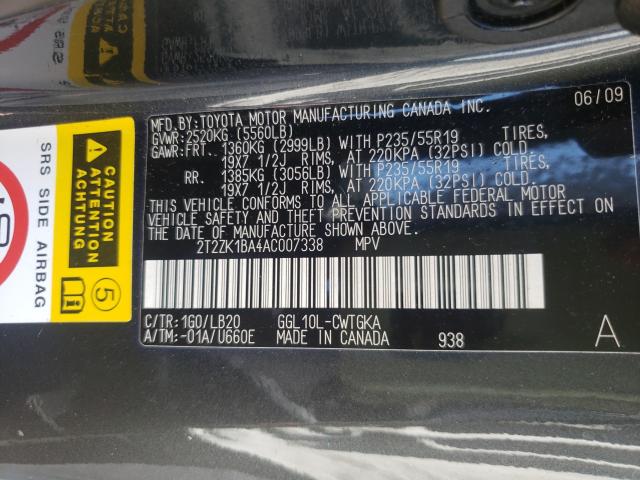 MFD. BY: TOYOTA MOTOR MANUFACTURING CANADA INC. 06/09
GVWR: 2520KG (5560LB)
GAWR: FRT. 1360KG (2999LB) WITH P235/55R19 TIRES,
19X7 1/2J RIMS, AT 220KPA (32PSI) COLD.
RR. 1385KG (3056LB) WITH P235/55R19 TIRES,
19X7 1/2J RIMS, AT 220KPA (32PSI) COLD.
THIS VEHICLE CONFORMS TO ALL APPLICABLE FEDERAL MOTOR
VEHICLE SAFETY AND THEFT PREVENTION STANDARDS IN EFFECT ON
THE DATE OF MANUFACTURE SHOWN ABOVE.
2T2ZK1BA4AC007338 MPV
C/TR: 1G0/LB20 GGL10L-CWTGKA
A/TM: -01A/U660E MADE IN CANADA 938 A
SRS SIDE AIRBAG
CAUTION
ATTENTION
ACHTUNG
5